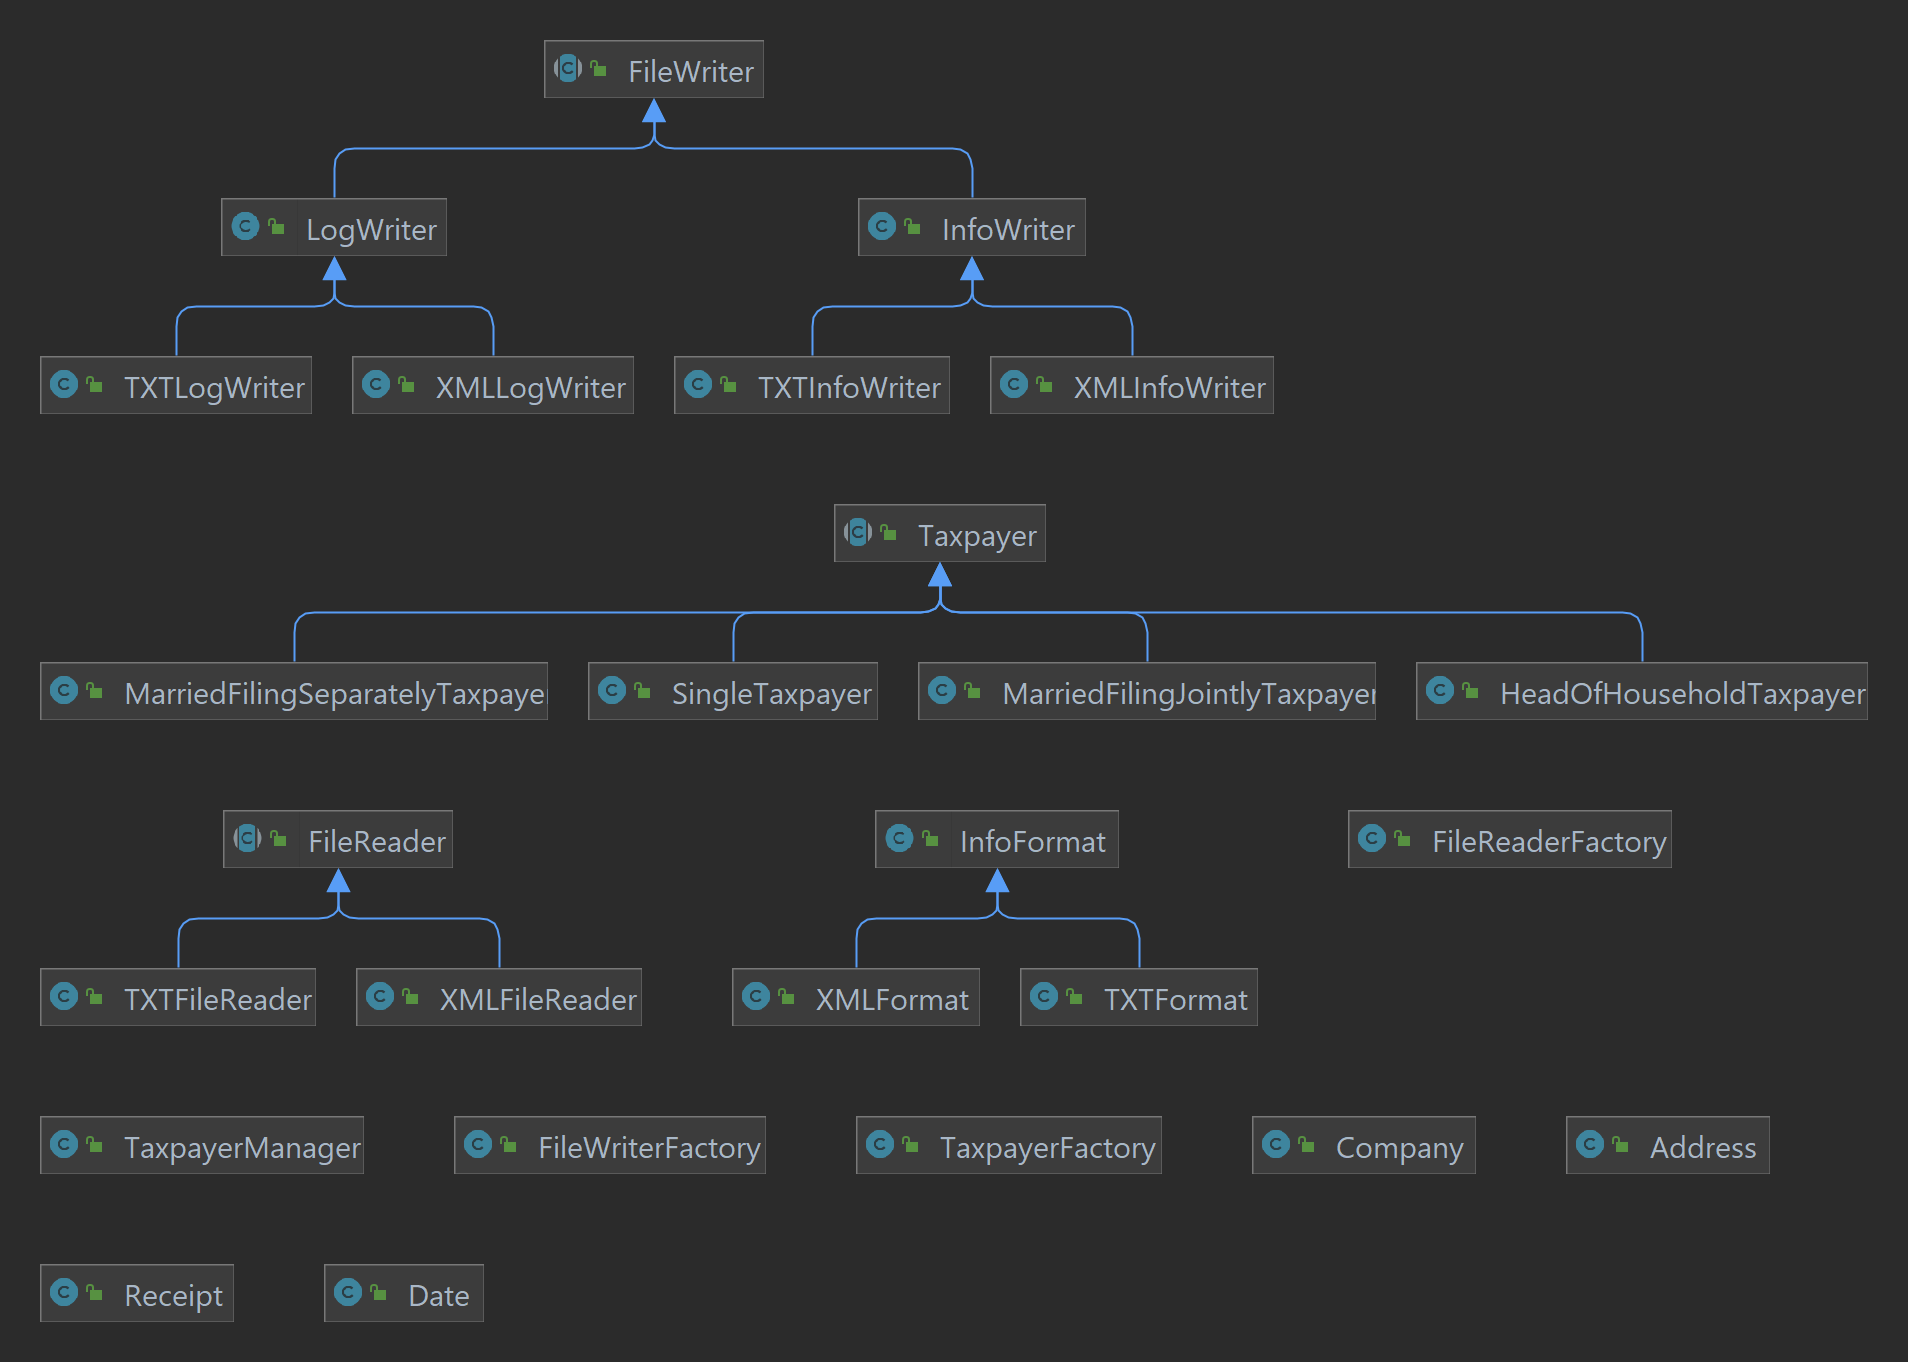 FileWriter
LogWriter
InfoWriter
TXTLogWriter
XMLLogWriter
TXTInfoWriter
XMLInfoWriter
Taxpayer
MarriedFilingSeparatelyTaxpayer
SingleTaxpayer
MarriedFilingJointlyTaxpayer
HeadOfHouseholdTaxpayer
FileReader
InfoFormat
FileReaderFactory
TXTFileReader
XMLFileReader
XMLFormat
TXTFormat
TaxpayerManager
FileWriterFactory
TaxpayerFactory
Company
Address
Receipt
Date